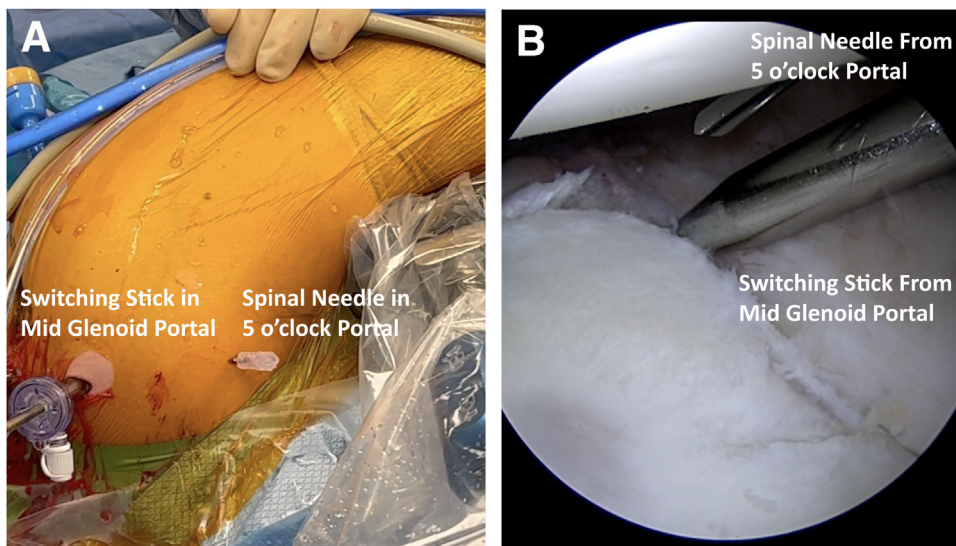 A
Switching Stick in
Mid Glenoid Portal
Spinal Needle in
5 o'clock Portal
B
Spinal Needle From
5 o'clock Portal
Switching Stick From
Mid Glenoid Portal